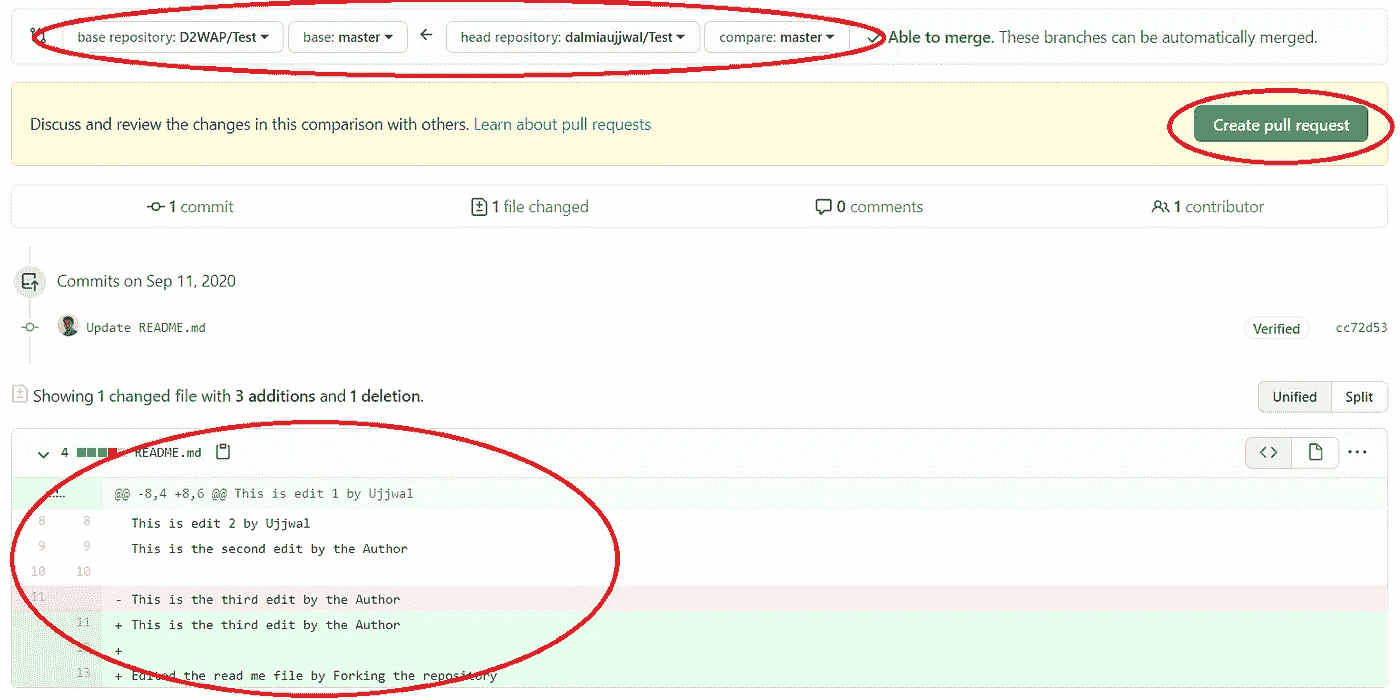 base repository: D2WAP/Test base: master ← head repository: dalmiaujjwal/Test compare: master ✓ Able to merge. These branches can be automatically merged.
Discuss and review the changes in this comparison with others. Learn about pull requests Create pull request
1 commit 1 file changed 0 comments 1 contributor
Commits on Sep 11, 2020
Update README.md Verified cc72d53
Showing 1 changed file with 3 additions and 1 deletion.
Unified Split
4 README.md
... @@ -8,4 +8,6 @@ This is edit 1 by Ujjwal
8 8 This is edit 2 by Ujjwal
9 9 This is the second edit by the Author
10 10
11 - This is the third edit by the Author
11 + This is the third edit by the Author
+
13 + Edited the read me file by Forking the repository